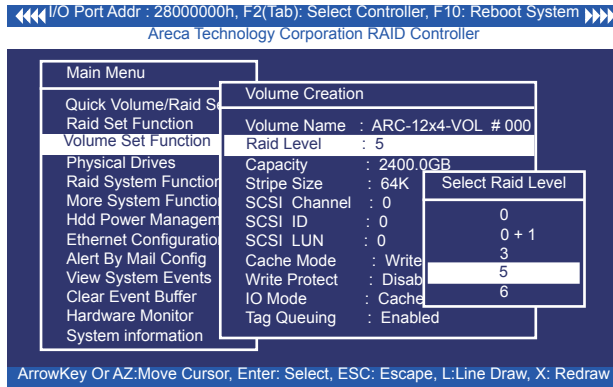 I/O Port Addr : 28000000h, F2(Tab): Select Controller, F10: Reboot System
Areca Technology Corporation RAID Controller
Main Menu
Quick Volume/Raid Se
Raid Set Function
Volume Set Function
Physical Drives
Raid System Function
More System Function
Hdd Power Managem
Ethernet Configuration
Alert By Mail Config
View System Events
Clear Event Buffer
Hardware Monitor
System information
Volume Creation
Volume Name : ARC-12x4-VOL # 000
Raid Level : 5
Capacity : 2400.0GB
Stripe Size : 64K
SCSI Channel : 0
SCSI ID : 0
SCSI LUN : 0
Cache Mode : Write
Write Protect : Disab
IO Mode : Cache
Tag Queuing : Enabled
Select Raid Level
0
0 + 1
3
5
6
ArrowKey Or AZ:Move Cursor, Enter: Select, ESC: Escape, L:Line Draw, X: Redraw